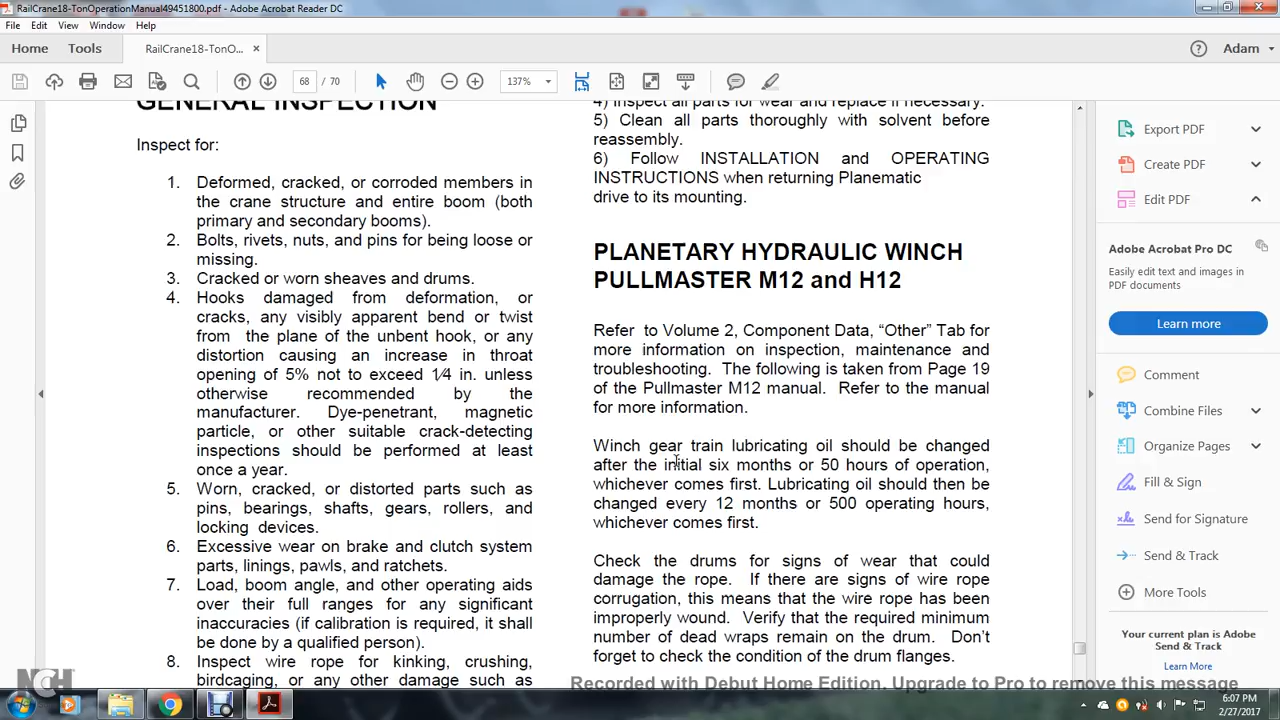 RailCrane18-TonOperationManual49451800.pdf - Adobe Acrobat Reader DC
File Edit View Window Help
Home Tools RailCrane18-TonO... × Adam
68 / 70 137%
GENERAL INSPECTION
Inspect for:
1. Deformed, cracked, or corroded members in
the crane structure and entire boom (both
primary and secondary booms).
2. Bolts, rivets, nuts, and pins for being loose or
missing.
3. Cracked or worn sheaves and drums.
4. Hooks damaged from deformation, or
cracks, any visibly apparent bend or twist
from the plane of the unbent hook, or any
distortion causing an increase in throat
opening of 5% not to exceed 1⁄4 in. unless
otherwise recommended by the
manufacturer. Dye-penetrant, magnetic
particle, or other suitable crack-detecting
inspections should be performed at least
once a year.
5. Worn, cracked, or distorted parts such as
pins, bearings, shafts, gears, rollers, and
locking devices.
6. Excessive wear on brake and clutch system
parts, linings, pawls, and ratchets.
7. Load, boom angle, and other operating aids
over their full ranges for any significant
inaccuracies (if calibration is required, it shall
be done by a qualified person).
8. Inspect wire rope for kinking, crushing,
birdcaging, or any other damage such as
4) Inspect all parts for wear and replace if necessary.
5) Clean all parts thoroughly with solvent before
reassembly.
6) Follow INSTALLATION and OPERATING
INSTRUCTIONS when returning Planematic
drive to its mounting.
PLANETARY HYDRAULIC WINCH
PULLMASTER M12 and H12
Refer to Volume 2, Component Data, “Other” Tab for
more information on inspection, maintenance and
troubleshooting. The following is taken from Page 19
of the Pullmaster M12 manual. Refer to the manual
for more information.
Winch gear train lubricating oil should be changed
after the initial six months or 50 hours of operation,
whichever comes first. Lubricating oil should then be
changed every 12 months or 500 operating hours,
whichever comes first.
Check the drums for signs of wear that could
damage the rope. If there are signs of wire rope
corrugation, this means that the wire rope has been
improperly wound. Verify that the required minimum
number of dead wraps remain on the drum. Don’t
forget to check the condition of the drum flanges.
Export PDF
Create PDF
Edit PDF
Adobe Acrobat Pro DC
Easily edit text and images in
PDF documents
Learn more
Comment
Combine Files
Organize Pages
Fill & Sign
Send for Signature
Send & Track
More Tools
Your current plan is Adobe
Send & Track
Learn More
NCH
Recorded with Debut Home Edition. Upgrade to Pro to remove this message
6:07 PM
2/27/2017